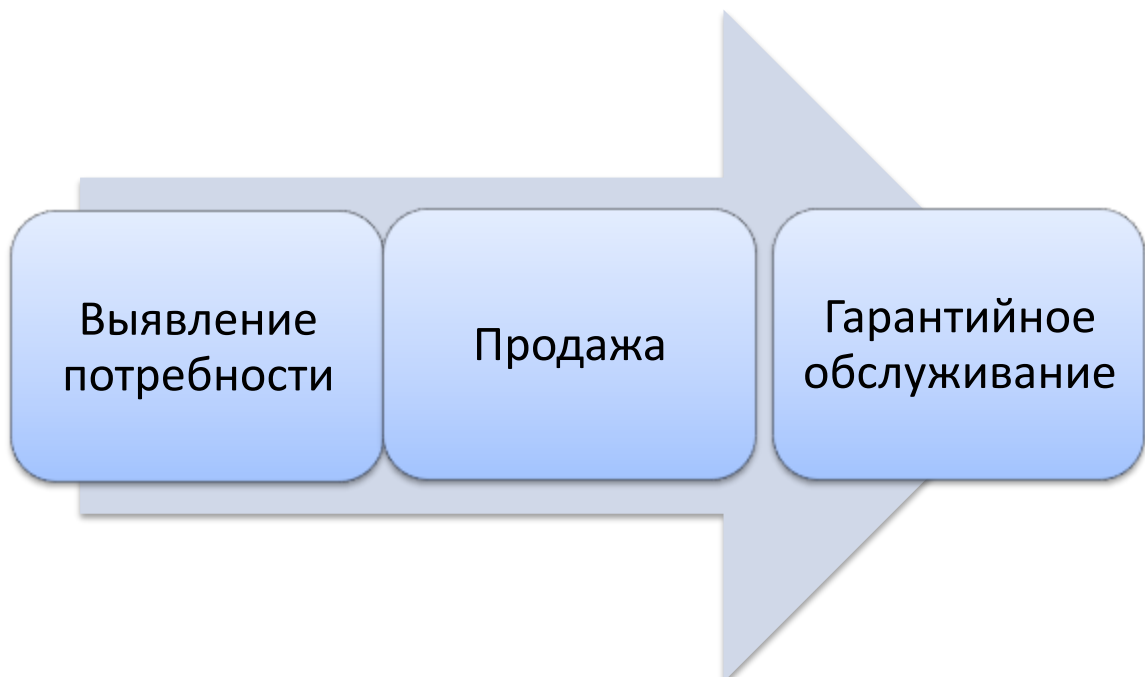 Выявление
потребности
Продажа
Гарантийное
обслуживание